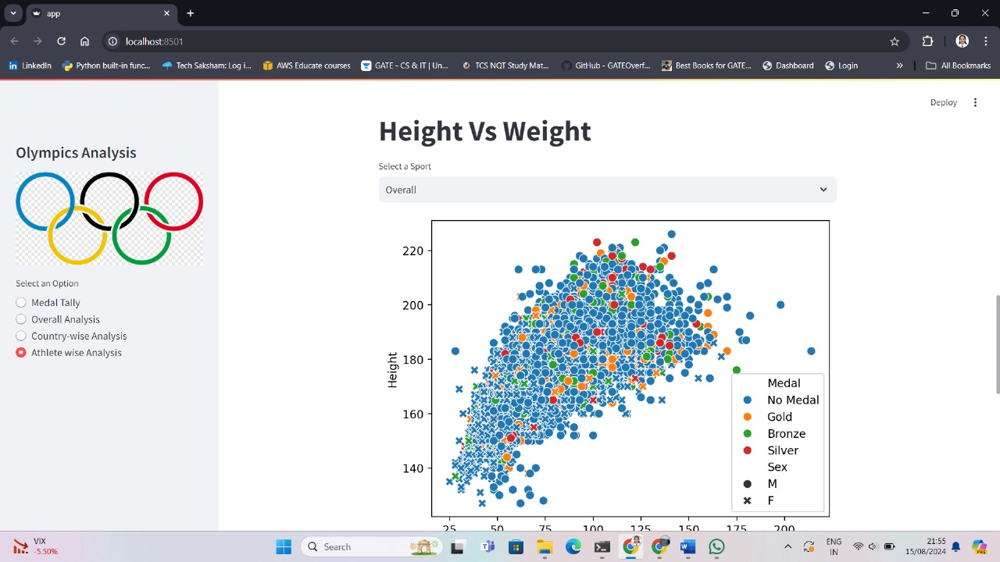 app
localhost:8501
LinkedIn
Python built-in func...
Tech Saksham: Log i...
AWS Educate courses
GATE - CS & IT | Un...
TCS NQT Study Mat...
GitHub - GATEOverf...
Best Books for GATE...
Dashboard
Login
All Bookmarks
Deploy
Olympics Analysis
Select an Option
Medal Tally
Overall Analysis
Country-wise Analysis
Athlete wise Analysis
Height Vs Weight
Select a Sport
Overall
220
200
180
160
140
Height
Medal
No Medal
Gold
Bronze
Silver
Sex
M
F
25 50 75 100 125 150 175 200
VIX
-5.50%
Search
ENG
IN
21:55
15/08/2024